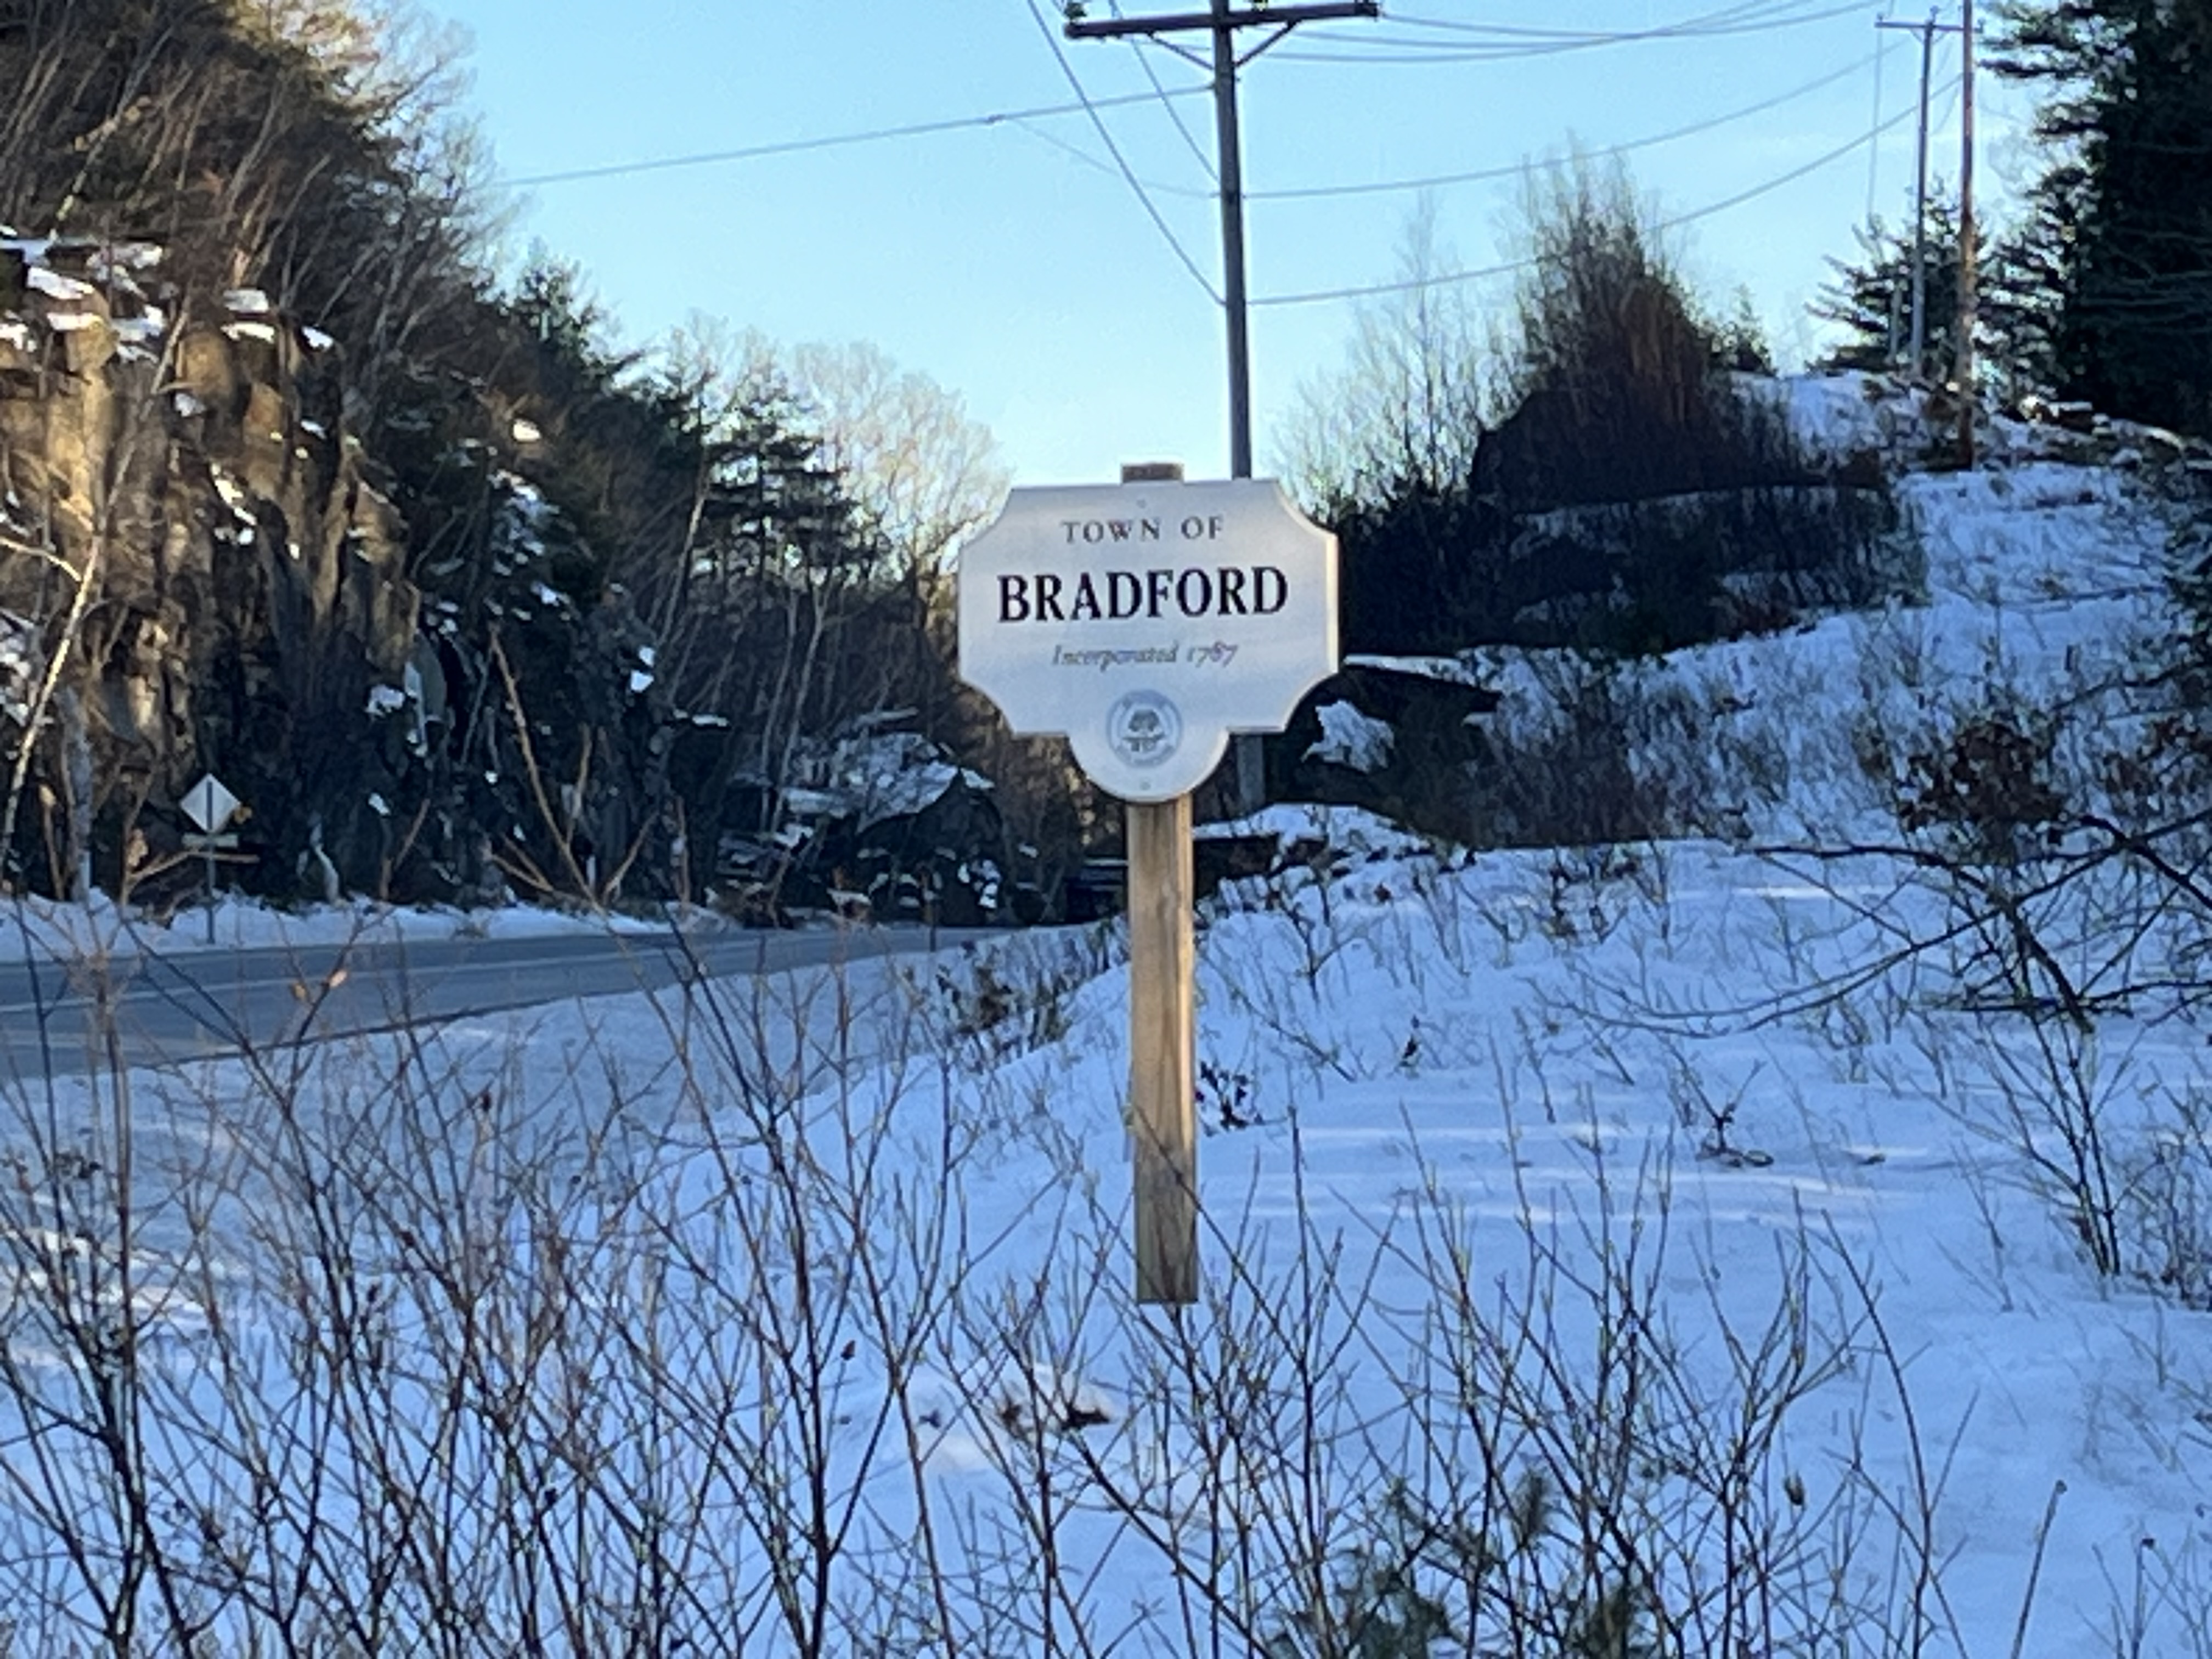 TOWN OF
BRADFORD
Incorporated 1787